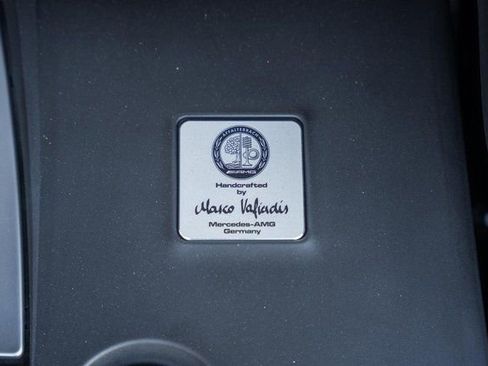 AFFALTERBACH
AMG
Handcrafted
by
Marco Vafiadis
Mercedes-AMG
Germany